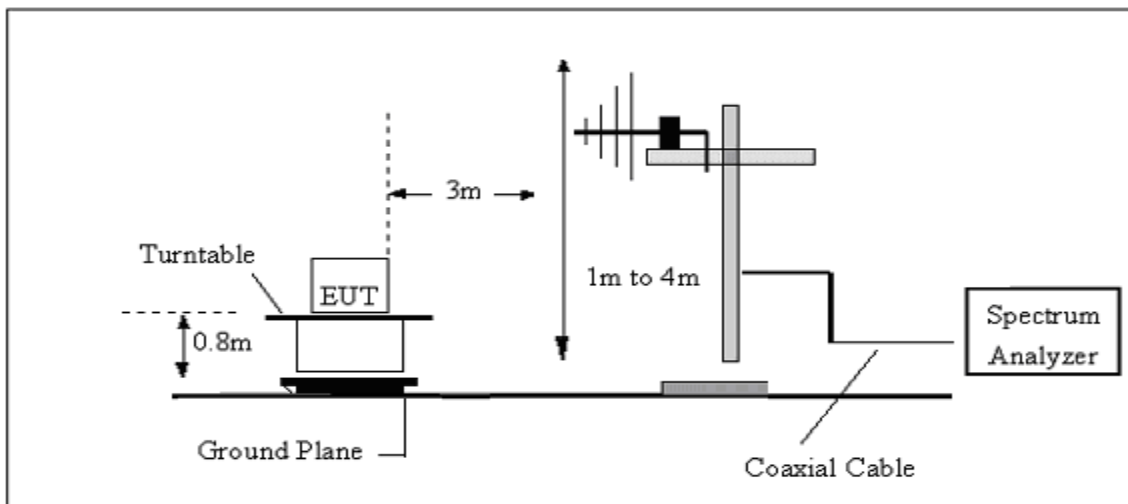 3m
Turntable
EUT
1m to 4m
0.8m
Spectrum
Analyzer
Ground Plane
Coaxial Cable